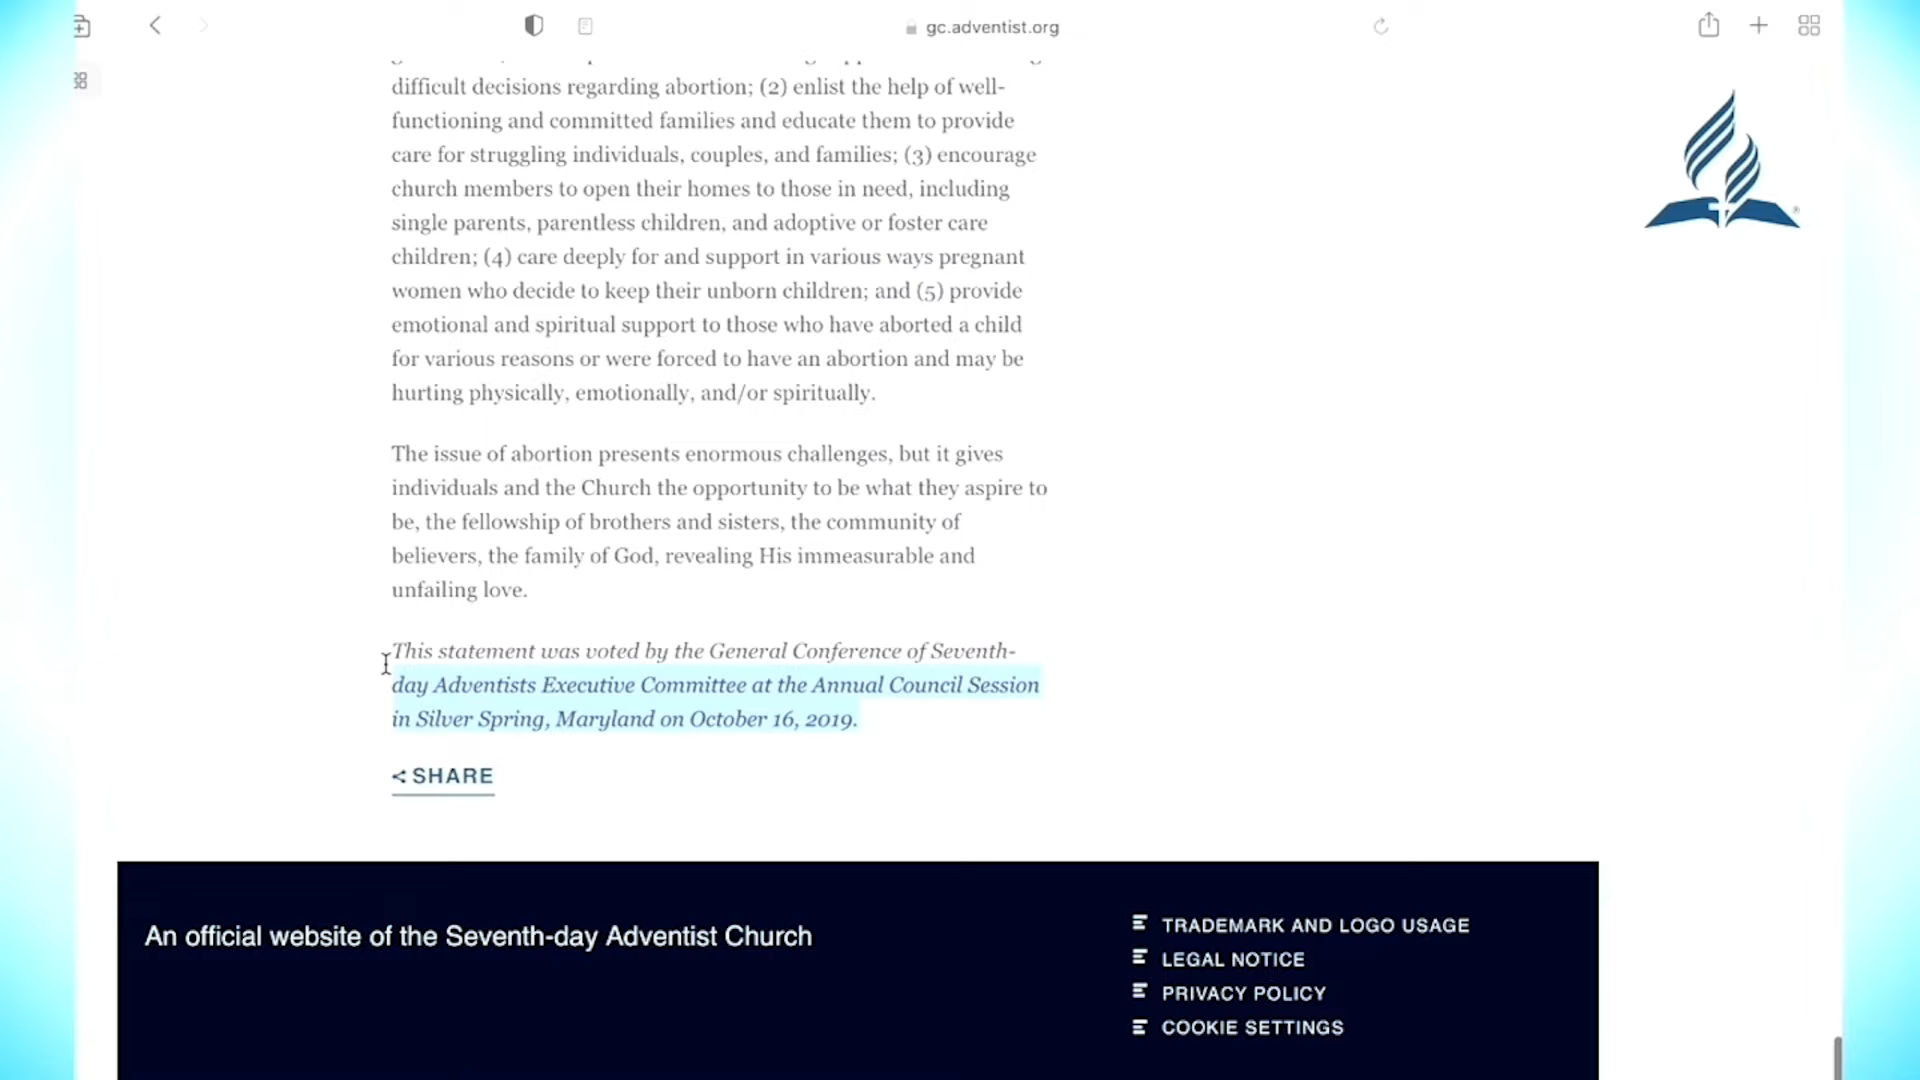 gc.adventist.org
difficult decisions regarding abortion; (2) enlist the help of well-
functioning and committed families and educate them to provide
care for struggling individuals, couples, and families; (3) encourage
church members to open their homes to those in need, including
single parents, parentless children, and adoptive or foster care
children; (4) care deeply for and support in various ways pregnant
women who decide to keep their unborn children; and (5) provide
emotional and spiritual support to those who have aborted a child
for various reasons or were forced to have an abortion and may be
hurting physically, emotionally, and/or spiritually.
The issue of abortion presents enormous challenges, but it gives
individuals and the Church the opportunity to be what they aspire to
be, the fellowship of brothers and sisters, the community of
believers, the family of God, revealing His immeasurable and
unfailing love.
This statement was voted by the General Conference of Seventh-
day Adventists Executive Committee at the Annual Council Session
in Silver Spring, Maryland on October 16, 2019.
SHARE
An official website of the Seventh-day Adventist Church
TRADEMARK AND LOGO USAGE
LEGAL NOTICE
PRIVACY POLICY
COOKIE SETTINGS